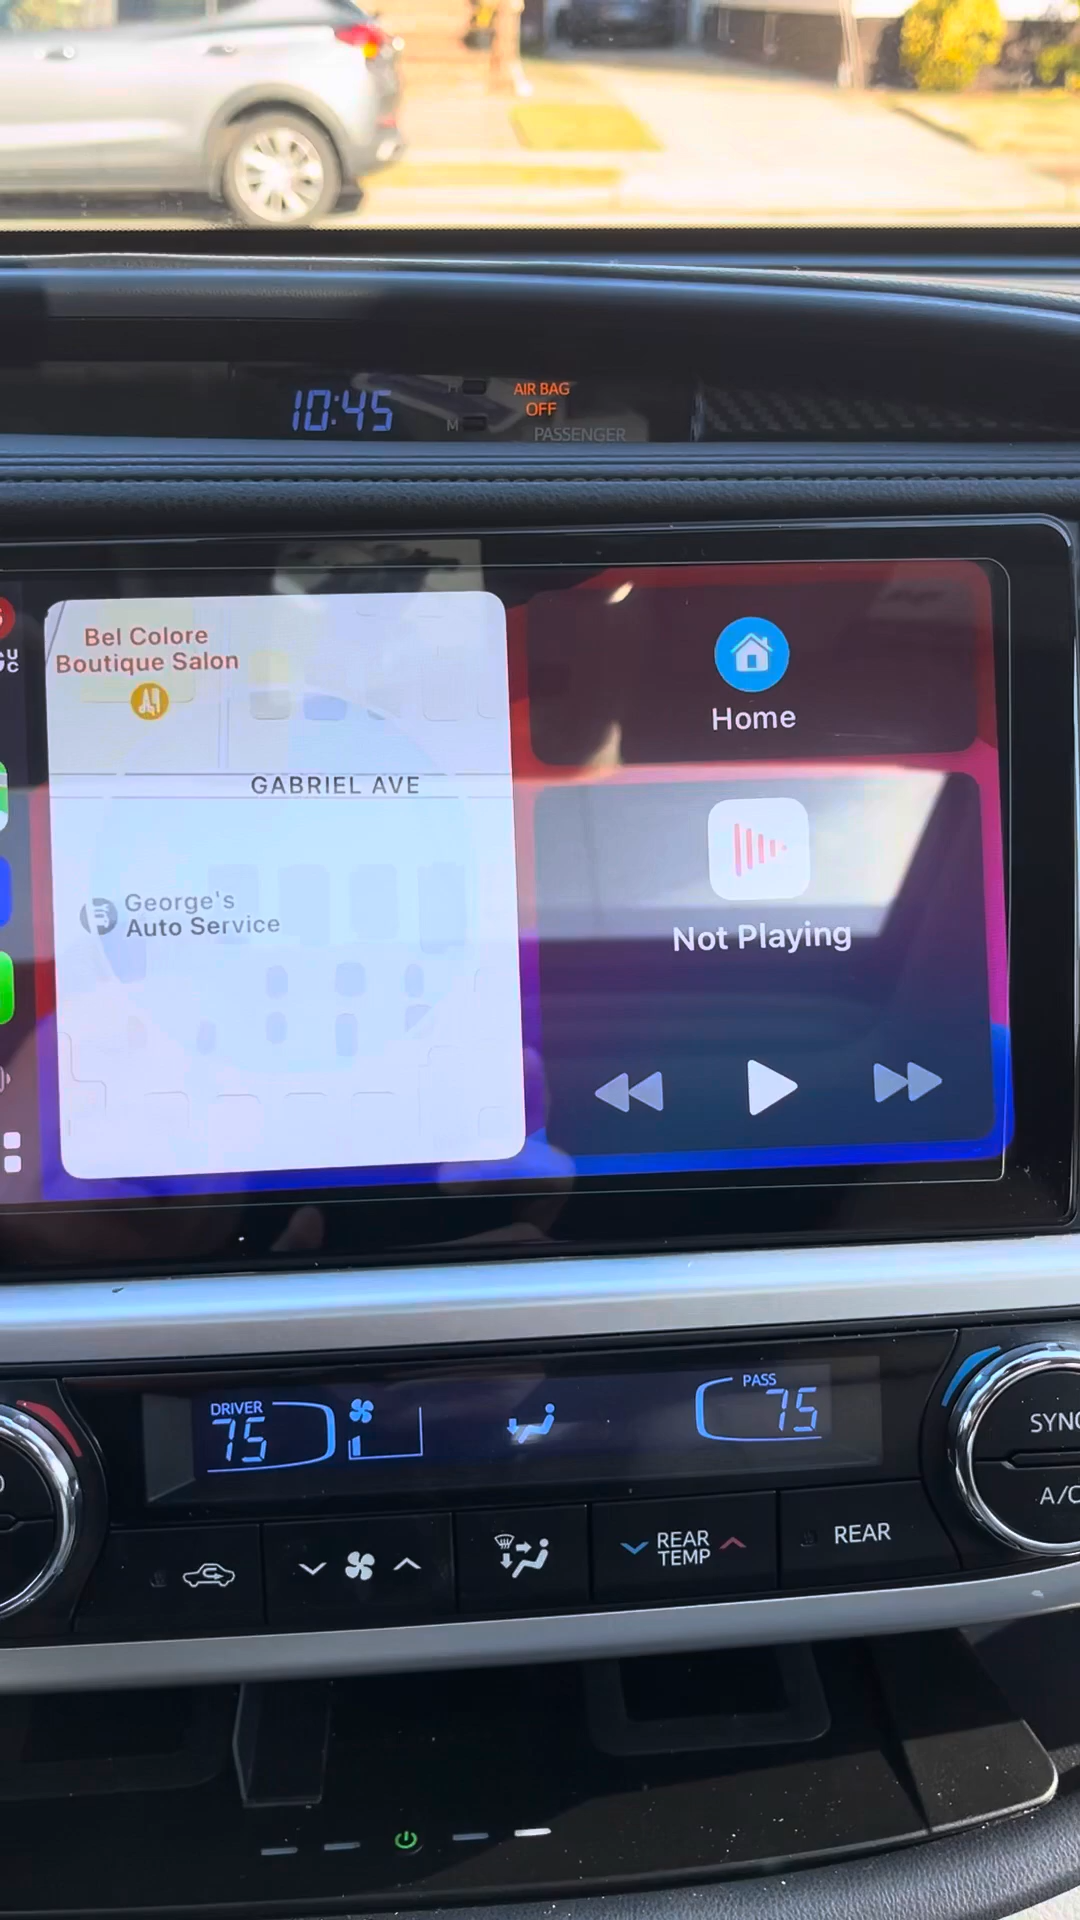 10:45
H
M
AIR BAG
OFF
PASSENGER
Bel Colore
Boutique Salon
GABRIEL AVE
George's
Auto Service
Home
Not Playing
DRIVER
75
PASS
75
A/C
REAR
TEMP
REAR